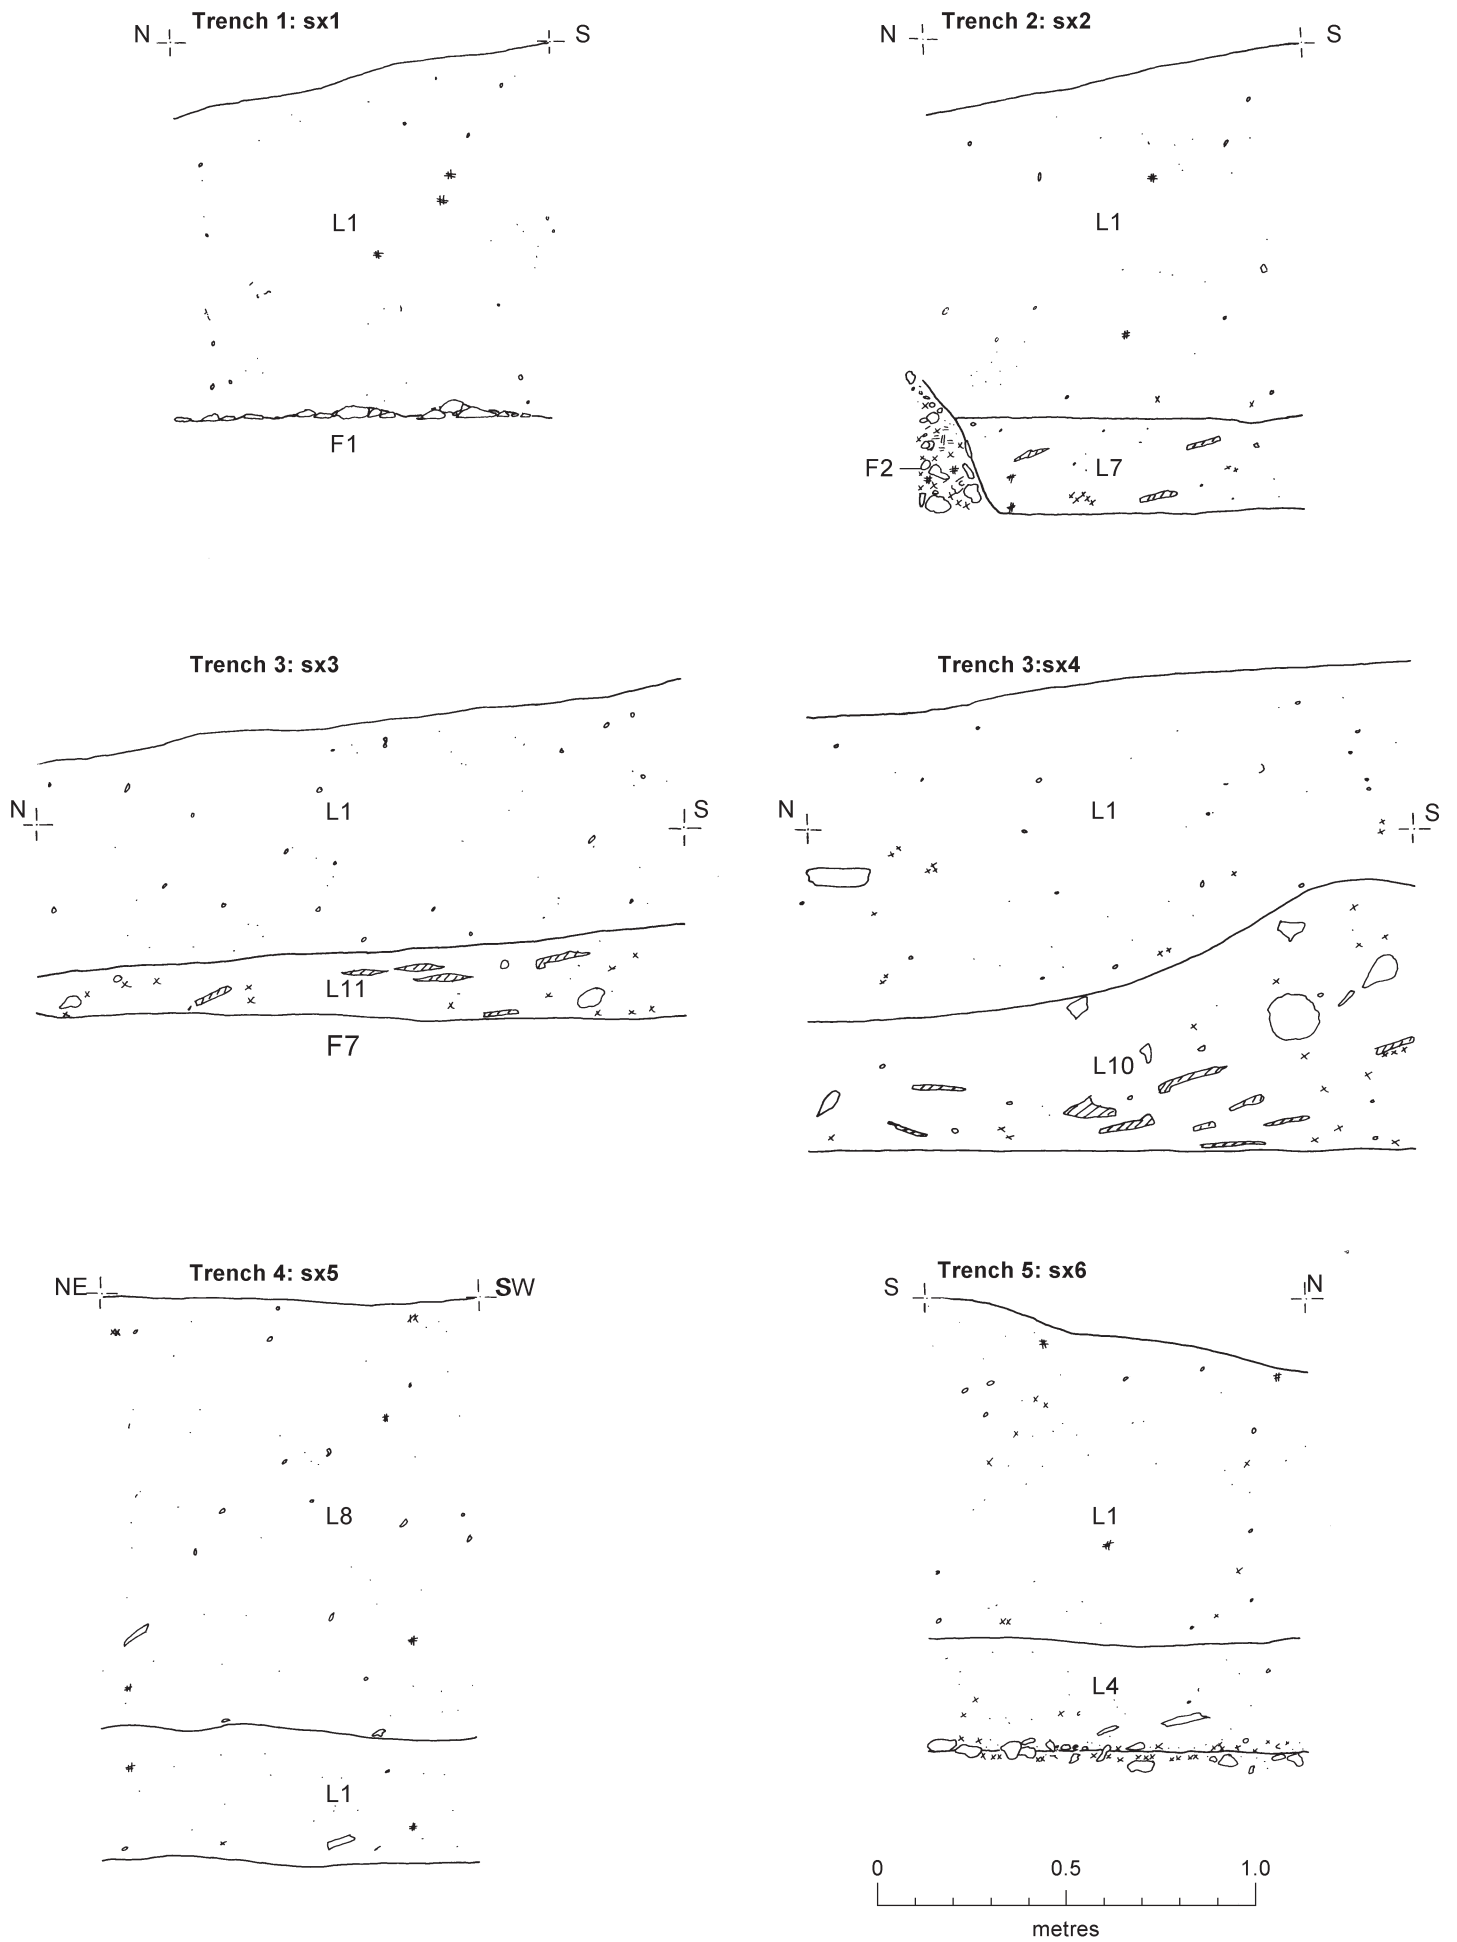 Trench 1: sx1
N S
L1
F1
Trench 2: sx2
N S
L1
F2 L7
Trench 3: sx3
N L1 S
L11
F7
Trench 3:sx4
N L1 S
L10
Trench 4: sx5
NE SW
L8
L1
Trench 5: sx6
S N
L1
L4
0 0.5 1.0
metres